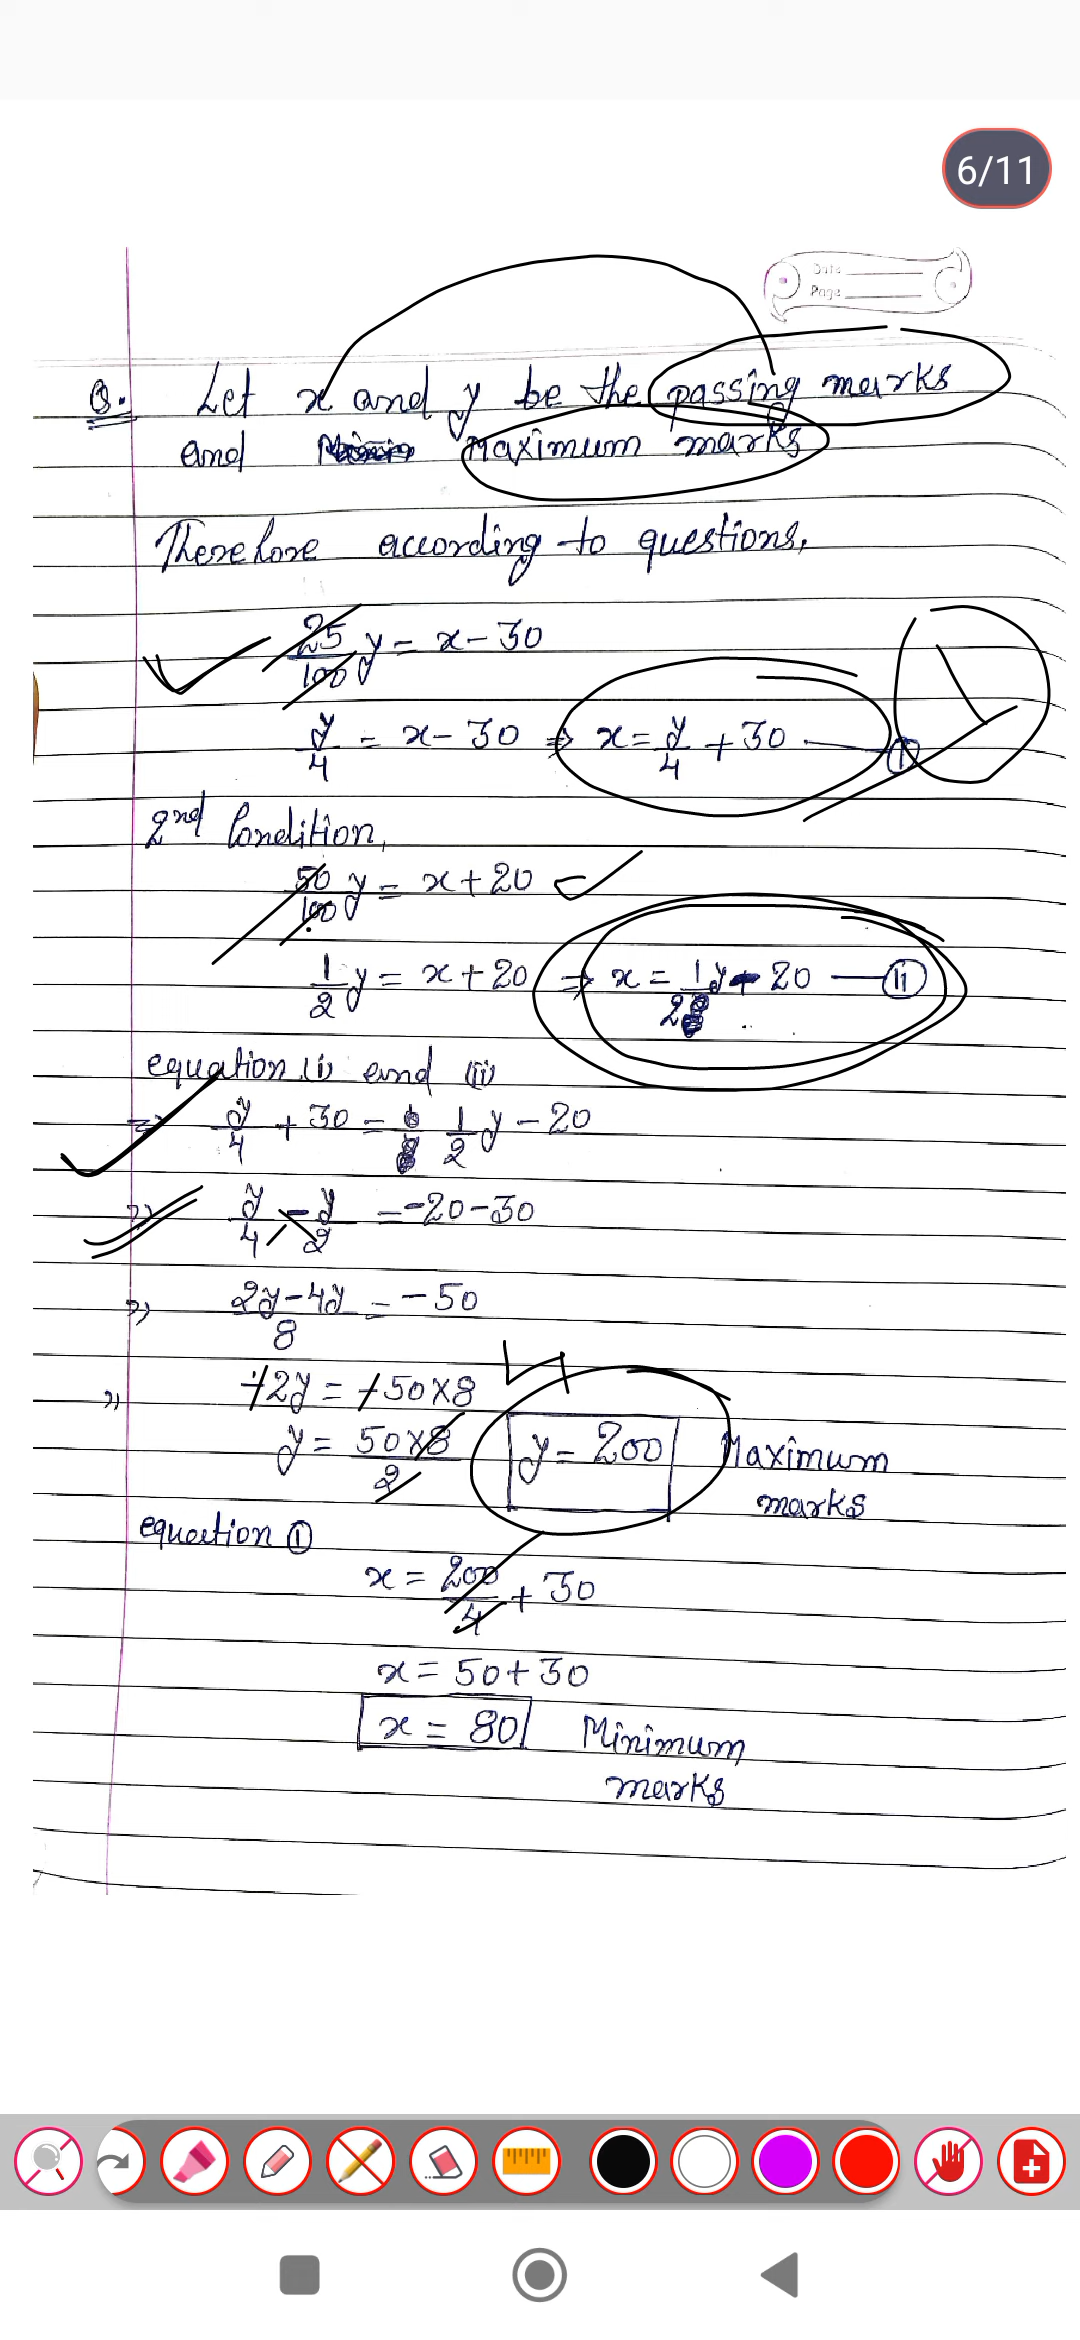 6/11
Date
Page
Q. Let x and y be the passing marks
and Maximum marks
Therefore according to questions,
25/100 y = x - 30
y/4 = x - 30 ⇒ x = y/4 + 30 — (i)
2nd Condition,
50/100 y = x + 20
1/2 y = x + 20 ⇒ x = 1/2 y - 20 — (ii)
equation (i) and (ii)
⇒ y/4 + 30 = 1/2 y - 20
⇒ y/4 - y/2 = -20 - 30
⇒ 2y - 4y/8 = -50
⇒ -2y = -50 × 8
y = 50 × 8/2 y = 200 Maximum
marks
equation (i)
x = 200/4 + 30
x = 50 + 30
x = 80 Minimum
marks